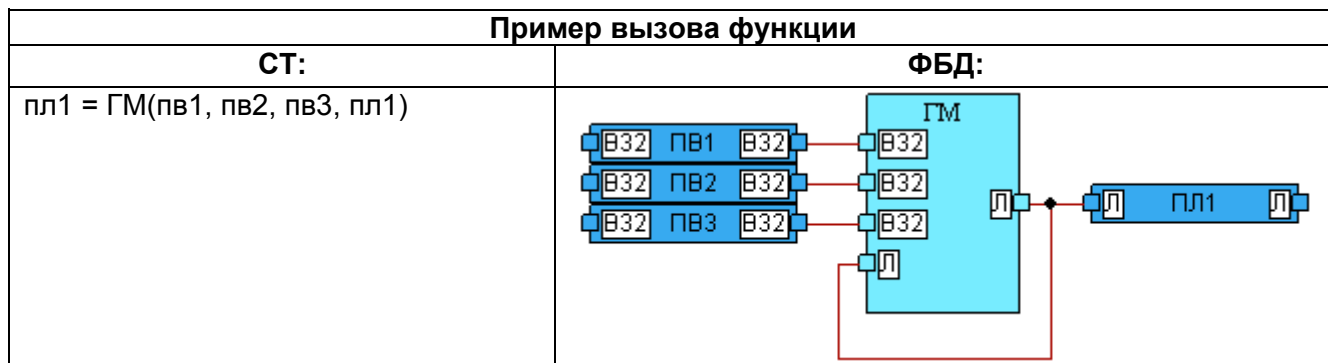 Пример вызова функции
СТ: ФБД:
пл1 = ГМ(пв1, пв2, пв3, пл1)
ГМ
В32 ПВ1 В32 В32
В32 ПВ2 В32 В32
Л Л ПЛ1 Л
В32 ПВ3 В32 В32
Л